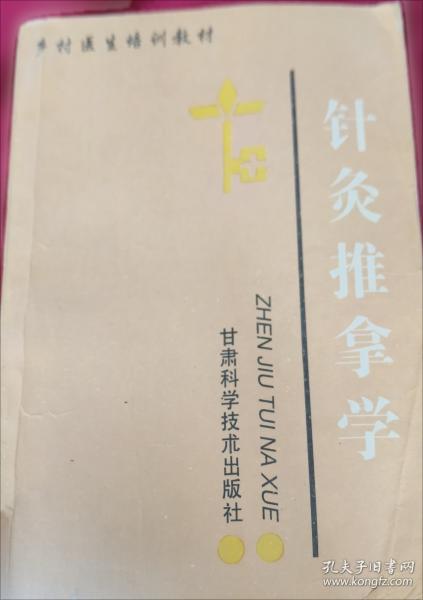 乡村医生培训教材
针灸推拿学
ZHEN JIU TUI NA XUE
甘肃科学技术出版社
孔夫子旧书网
www.kongfz.com